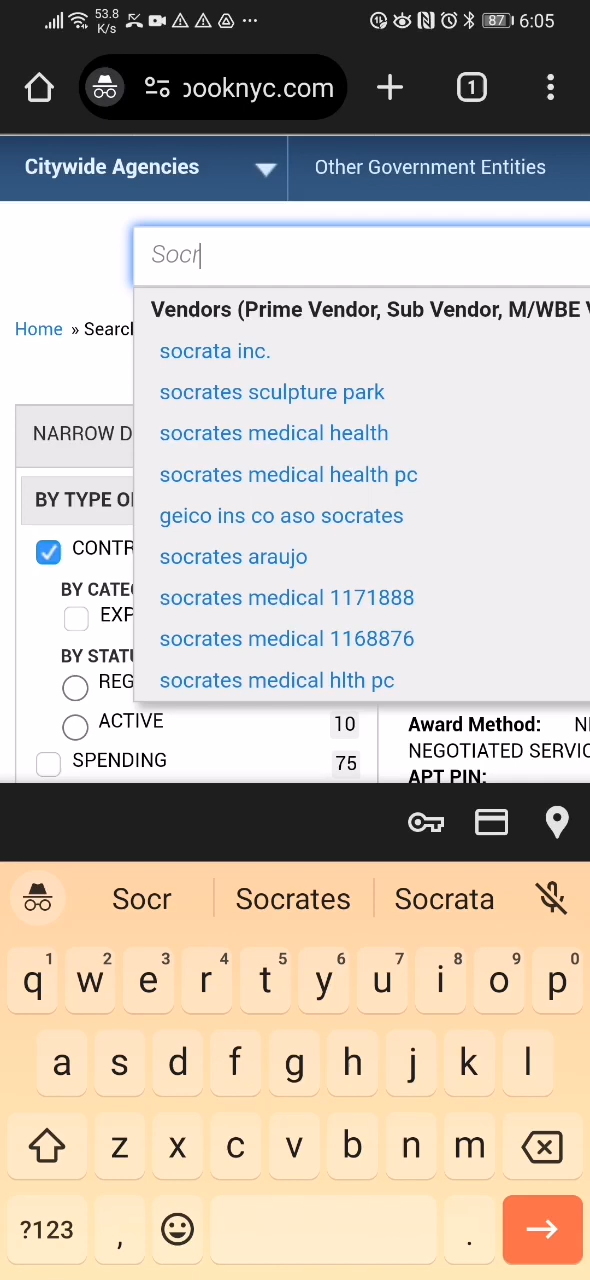 53.8 K/s 87 6:05
ooknyc.com 1
Citywide Agencies Other Government Entities
Socr
Vendors (Prime Vendor, Sub Vendor, M/WBE
Home » Search
socrata inc.
socrates sculpture park
NARROW D
socrates medical health
socrates medical health pc
BY TYPE O
geico ins co aso socrates
CONTR
socrates araujo
BY CATE
socrates medical 1171888
EXP
socrates medical 1168876
BY STATU
REG
socrates medical hlth pc
ACTIVE 10
Award Method: N
NEGOTIATED SERVIC
SPENDING 75
APT PIN:
Socr Socrates Socrata
1 2 3 4 5 6 7 8 9 0
q w e r t y u i o p
a s d f g h j k l
z x c v b n m
?123 , .